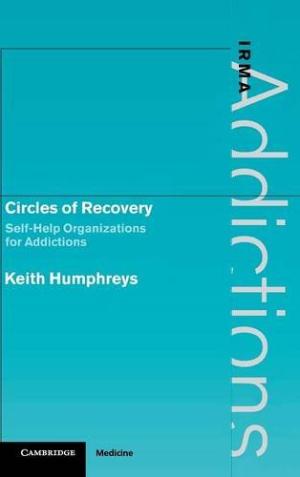 IRMA
Addictions
Circles of Recovery
Self-Help Organizations
for Addictions
Keith Humphreys
CAMBRIDGE
Medicine